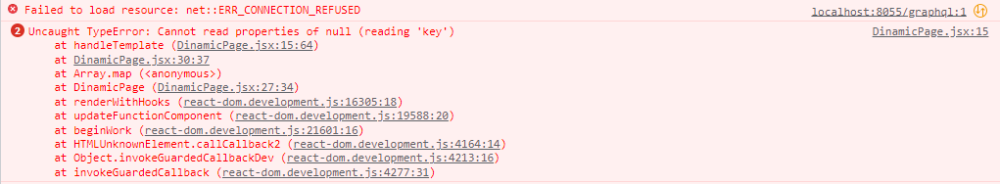 Failed to load resource: net::ERR_CONNECTION_REFUSED localhost:8055/graphql:1
2 Uncaught TypeError: Cannot read properties of null (reading 'key') DinamicPage.jsx:15
at handleTemplate (DinamicPage.jsx:15:64)
at DinamicPage.jsx:30:37
at Array.map (<anonymous>)
at DinamicPage (DinamicPage.jsx:27:34)
at renderWithHooks (react-dom.development.js:16305:18)
at updateFunctionComponent (react-dom.development.js:19588:20)
at beginWork (react-dom.development.js:21601:16)
at HTMLUnknownElement.callCallback2 (react-dom.development.js:4164:14)
at Object.invokeGuardedCallbackDev (react-dom.development.js:4213:16)
at invokeGuardedCallback (react-dom.development.js:4277:31)